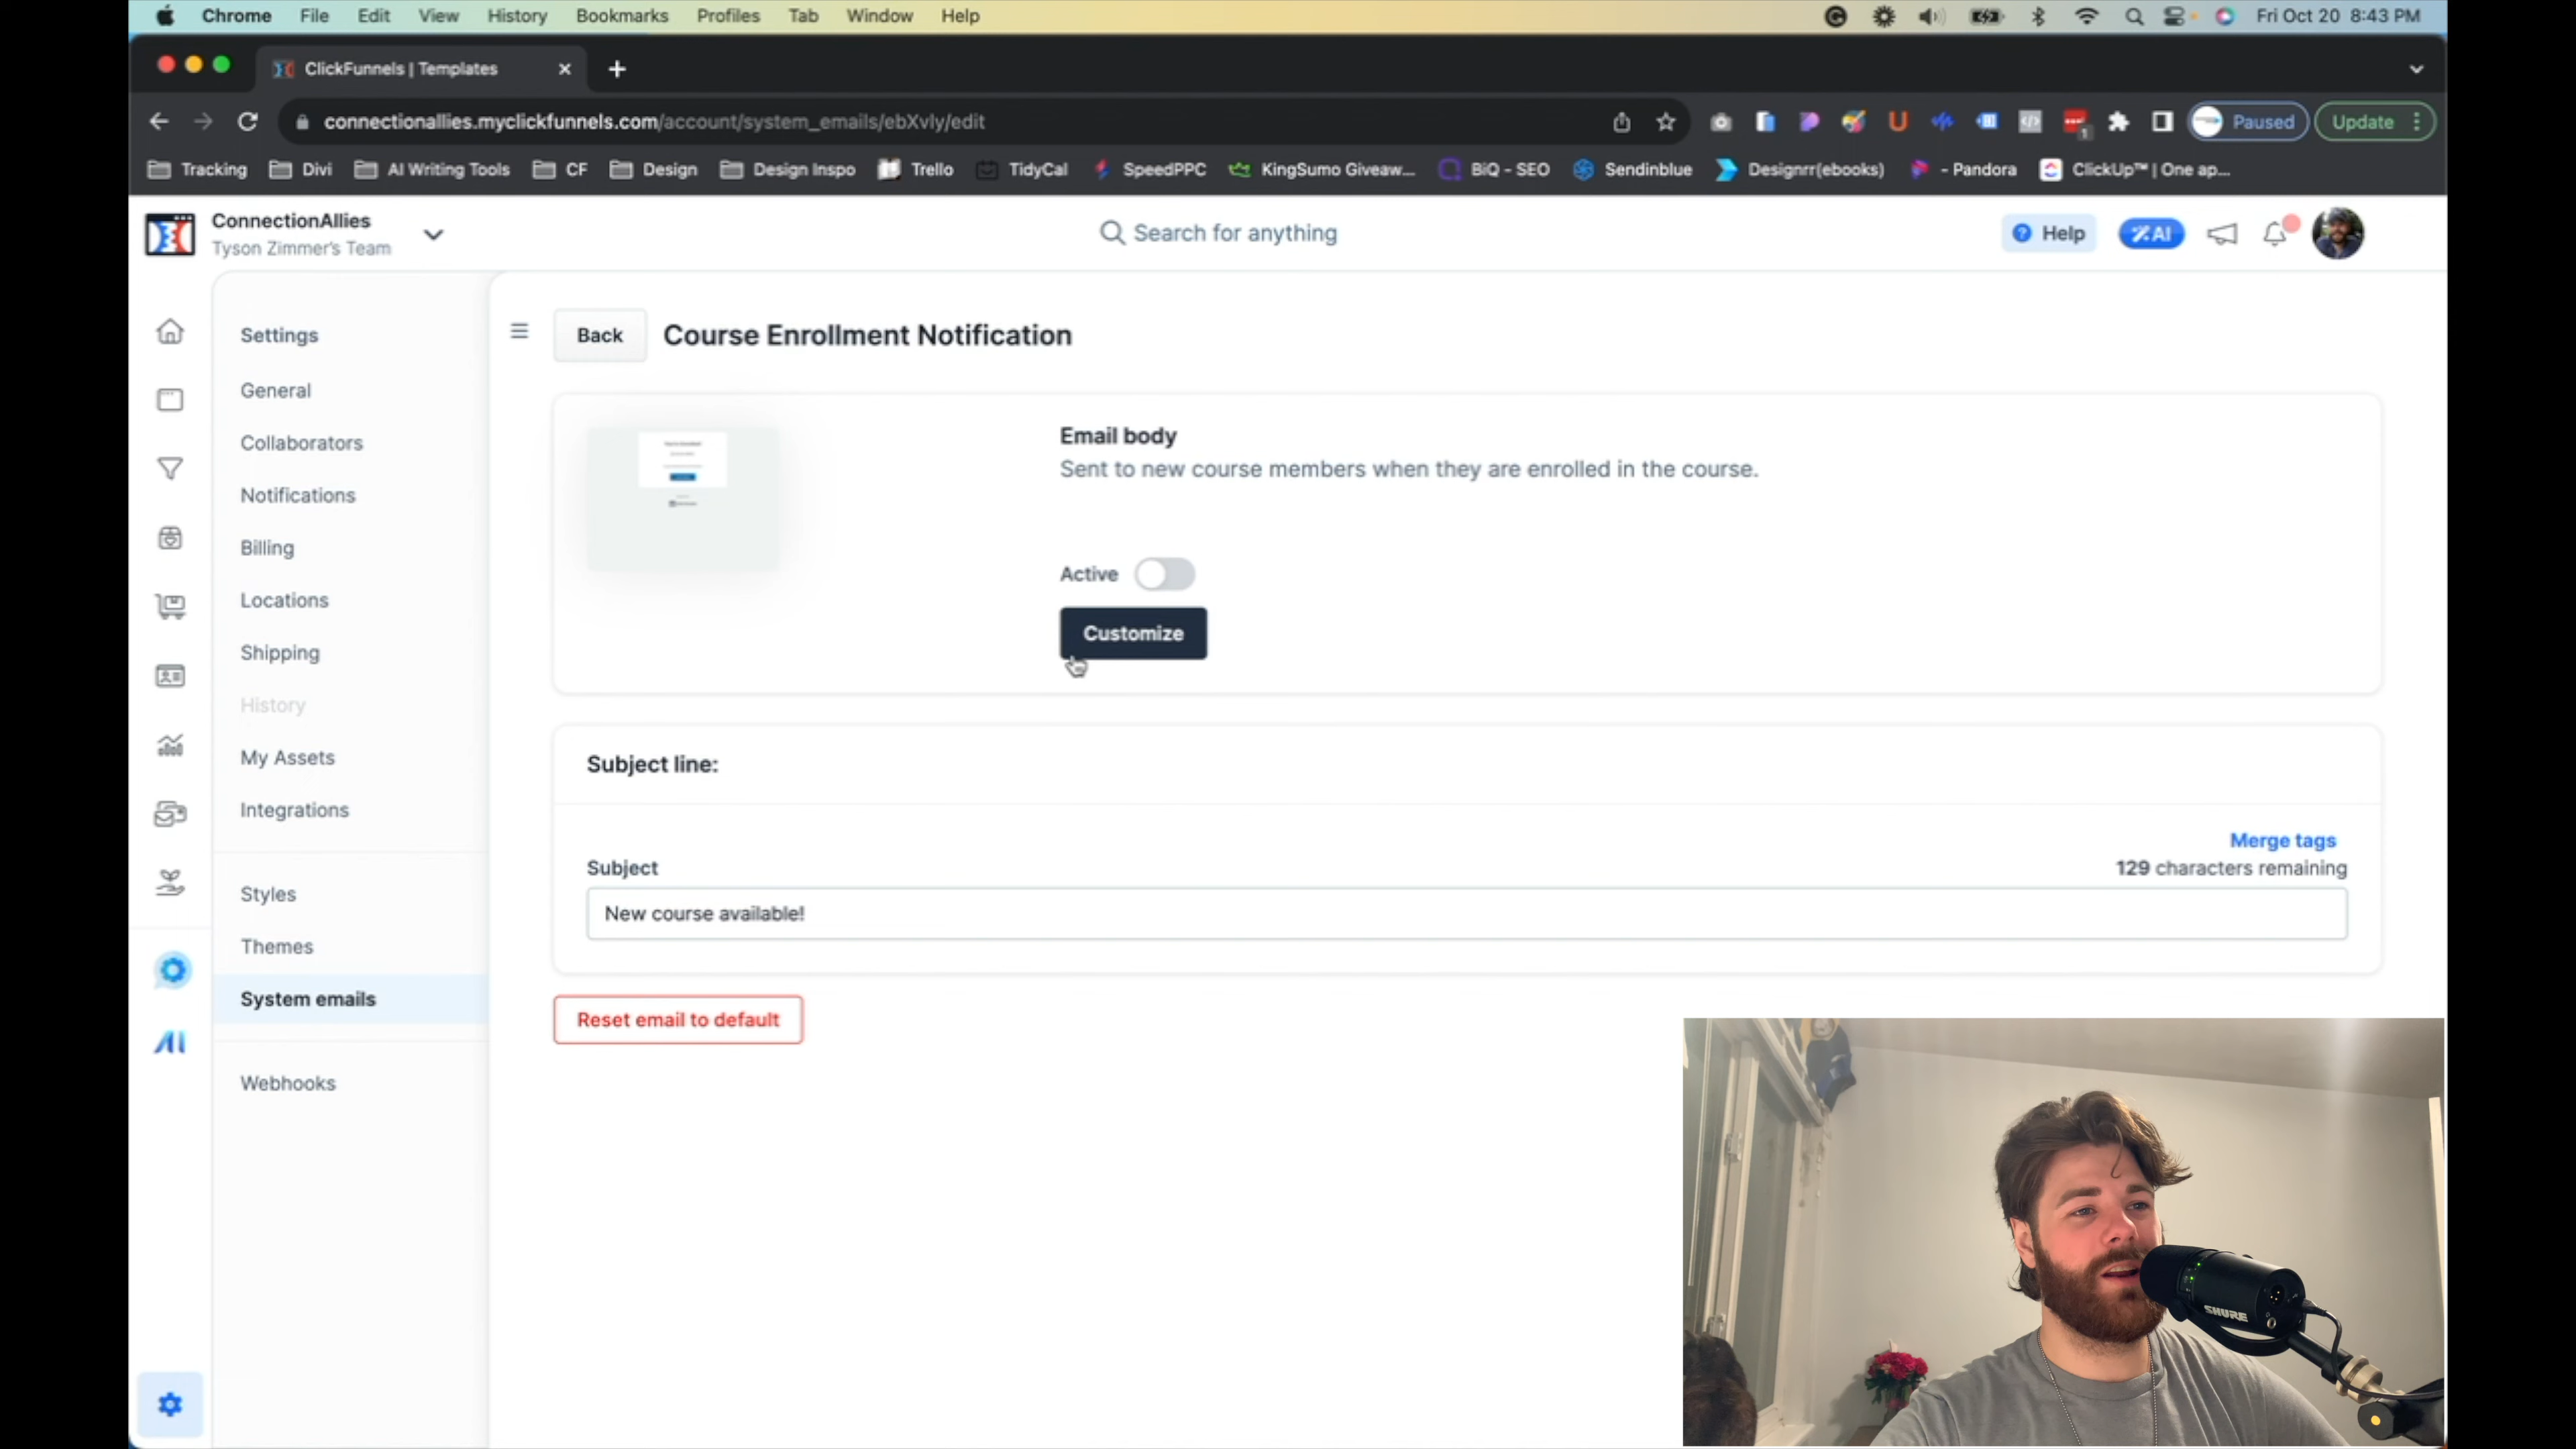 Chrome File Edit View History Bookmarks Profiles Tab Window Help Fri Oct 20 8:43 PM
ClickFunnels | Templates
connectionallies.myclickfunnels.com/account/system_emails/ebXvly/edit Paused Update
Tracking Divi AI Writing Tools CF Design Design Inspo Trello TidyCal SpeedPPC KingSumo Giveaw... BiQ - SEO Sendinblue Designrr(ebooks) - Pandora ClickUp™ | One ap...
ConnectionAllies
Tyson Zimmer's Team
Search for anything
Help
AI
Settings
General
Collaborators
Notifications
Billing
Locations
Shipping
History
My Assets
Integrations
Styles
Themes
System emails
Webhooks
AI
Back Course Enrollment Notification
Email body
Sent to new course members when they are enrolled in the course.
Active
Customize
Subject line:
Merge tags
Subject 129 characters remaining
New course available!
Reset email to default
SHURE